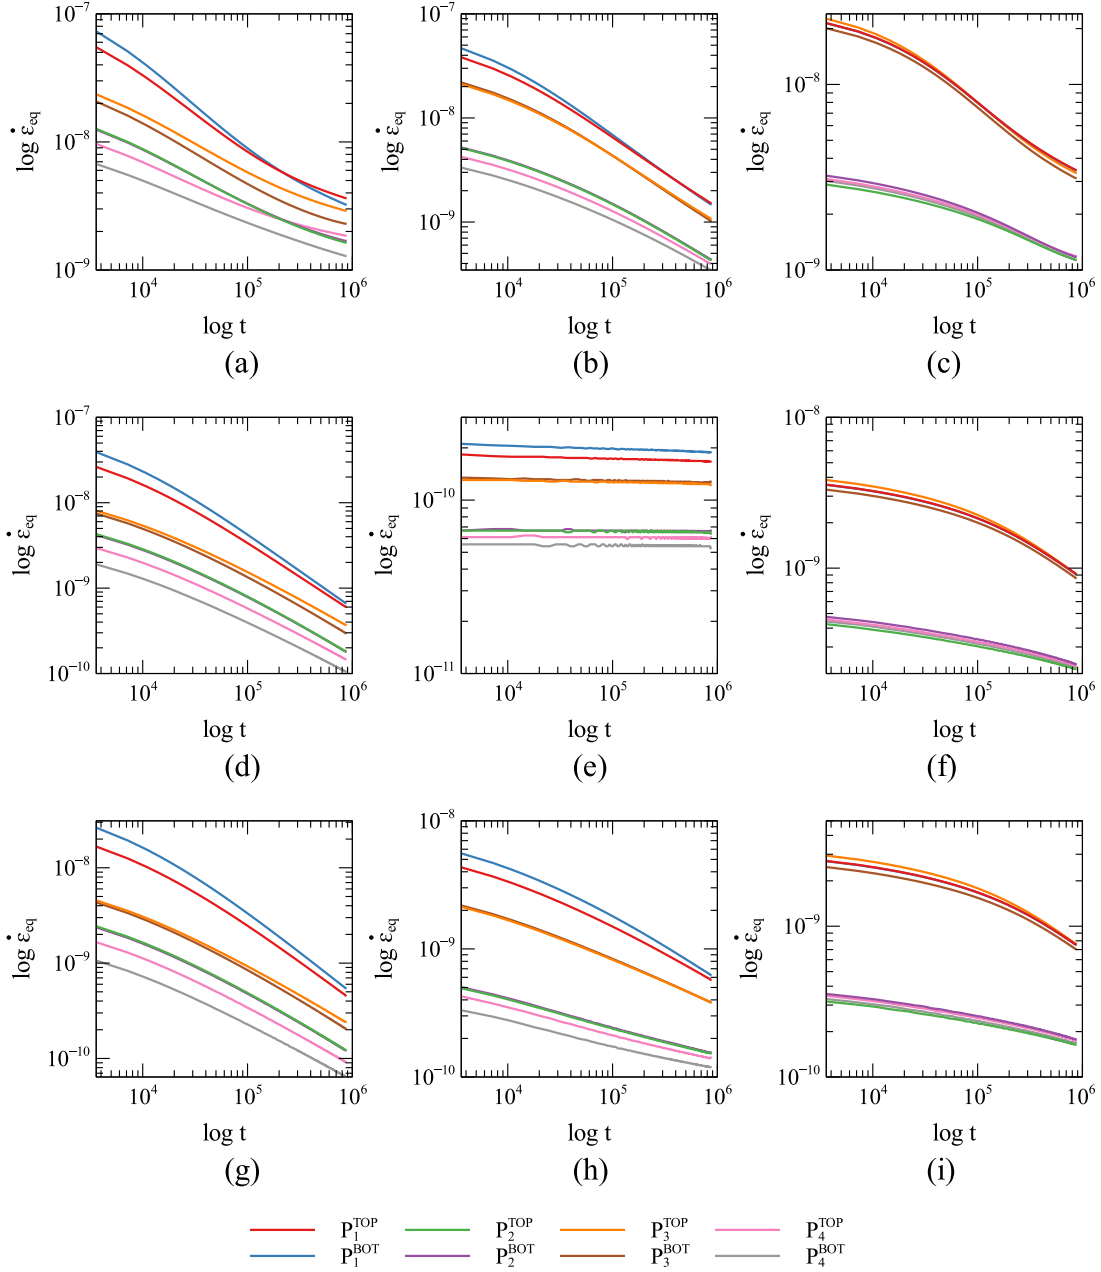 10⁻⁷ 10⁻⁷
10⁻⁸ 10⁻⁸ 10⁻⁸
10⁻⁹ 10⁻⁹ 10⁻⁹
log ε̇eq log ε̇eq log ε̇eq
10⁴ 10⁵ 10⁶ 10⁴ 10⁵ 10⁶ 10⁴ 10⁵ 10⁶
log t log t log t
(a) (b) (c)
10⁻⁷ 10⁻⁸
10⁻⁸ 10⁻¹⁰ 10⁻⁹
10⁻⁹
10⁻¹⁰ 10⁻¹¹
log ε̇eq log ε̇eq log ε̇eq
10⁴ 10⁵ 10⁶ 10⁴ 10⁵ 10⁶ 10⁴ 10⁵ 10⁶
log t log t log t
(d) (e) (f)
10⁻⁸ 10⁻⁸
10⁻⁹ 10⁻⁹ 10⁻⁹
10⁻¹⁰ 10⁻¹⁰ 10⁻¹⁰
log ε̇eq log ε̇eq log ε̇eq
10⁴ 10⁵ 10⁶ 10⁴ 10⁵ 10⁶ 10⁴ 10⁵ 10⁶
log t log t log t
(g) (h) (i)
P₁TOP P₂TOP P₃TOP P₄TOP
P₁BOT P₂BOT P₃BOT P₄BOT